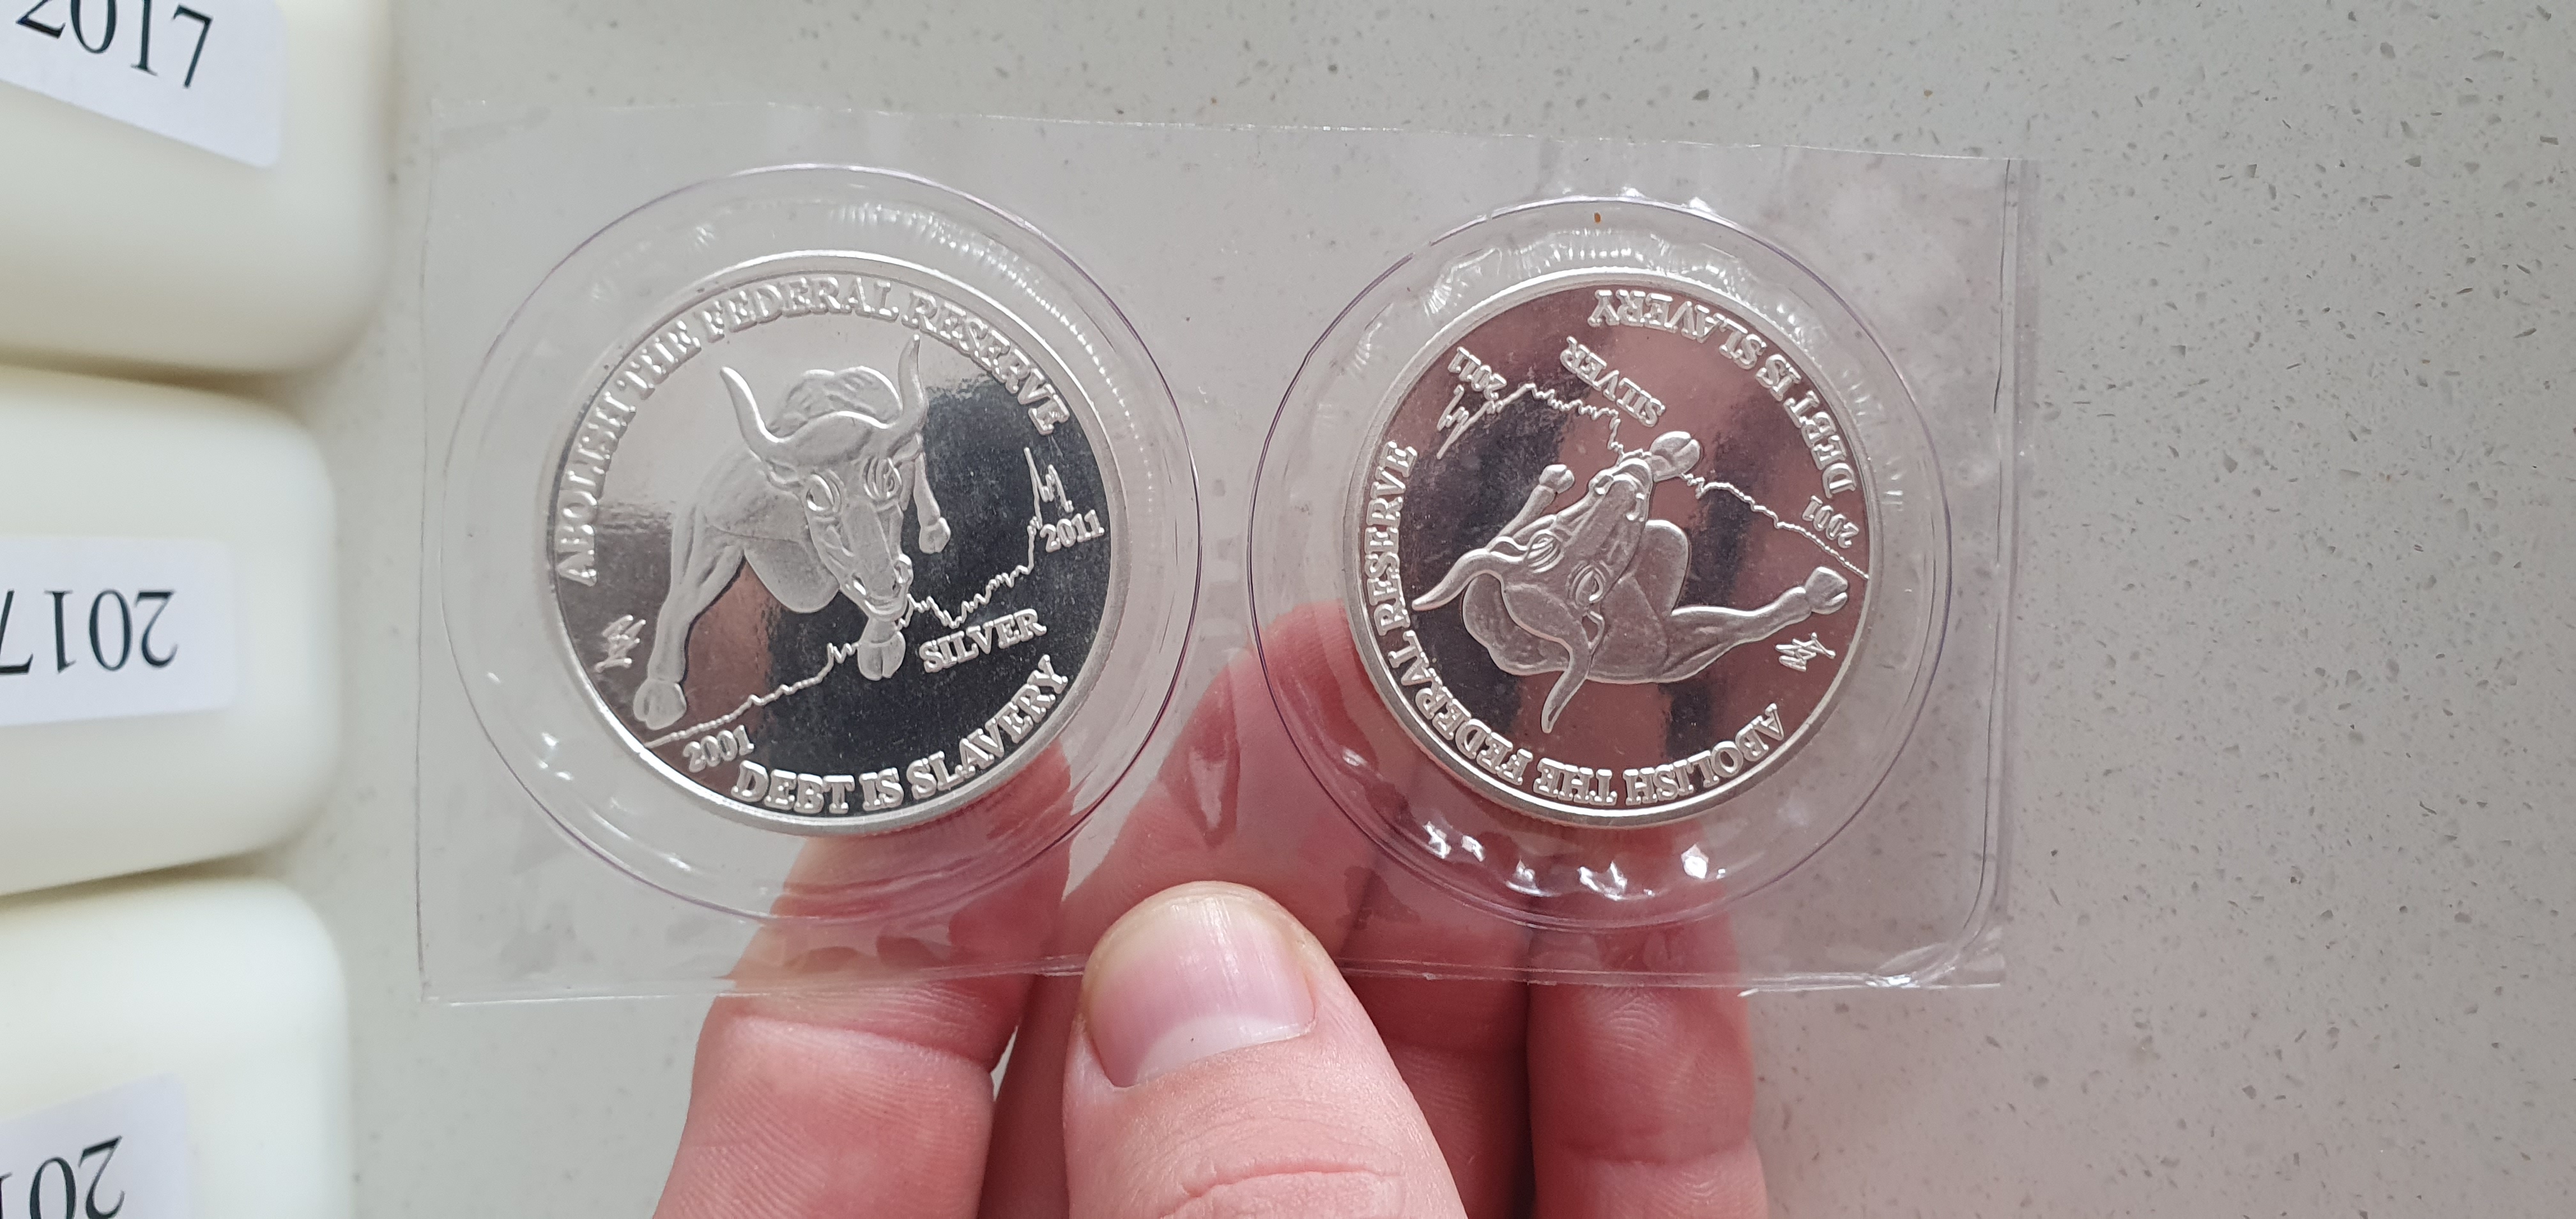 2017
2017
ABOLISH THE FEDERAL RESERVE
2011
SILVER
2001
DEBT IS SLAVERY
ABOLISH THE FEDERAL RESERVE
2011
SILVER
2001
DEBT IS SLAVERY